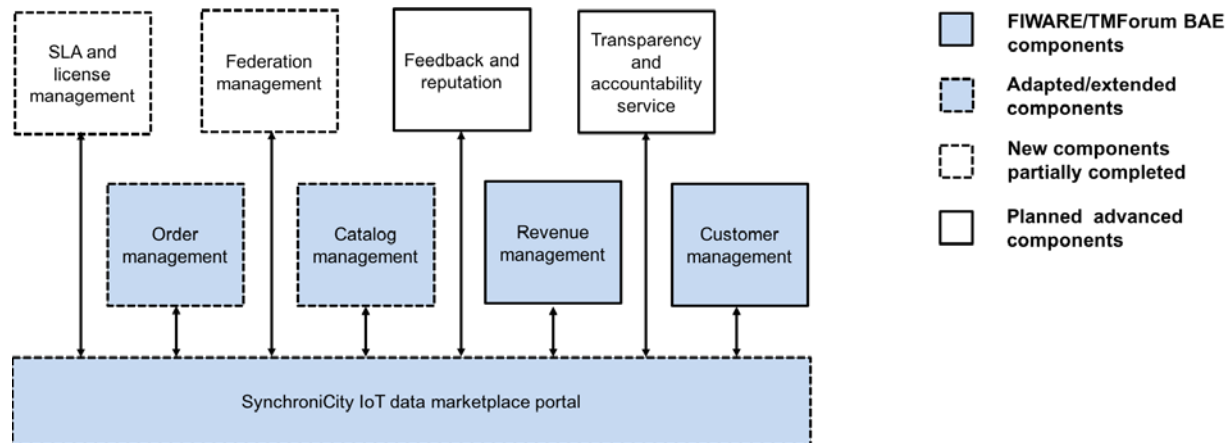 SLA and
license
management
Federation
management
Feedback and
reputation
Transparency
and
accountability
service
Order
management
Catalog
management
Revenue
management
Customer
management
SynchroniCity IoT data marketplace portal
FIWARE/TMForum BAE
components
Adapted/extended
components
New components
partially completed
Planned advanced
components